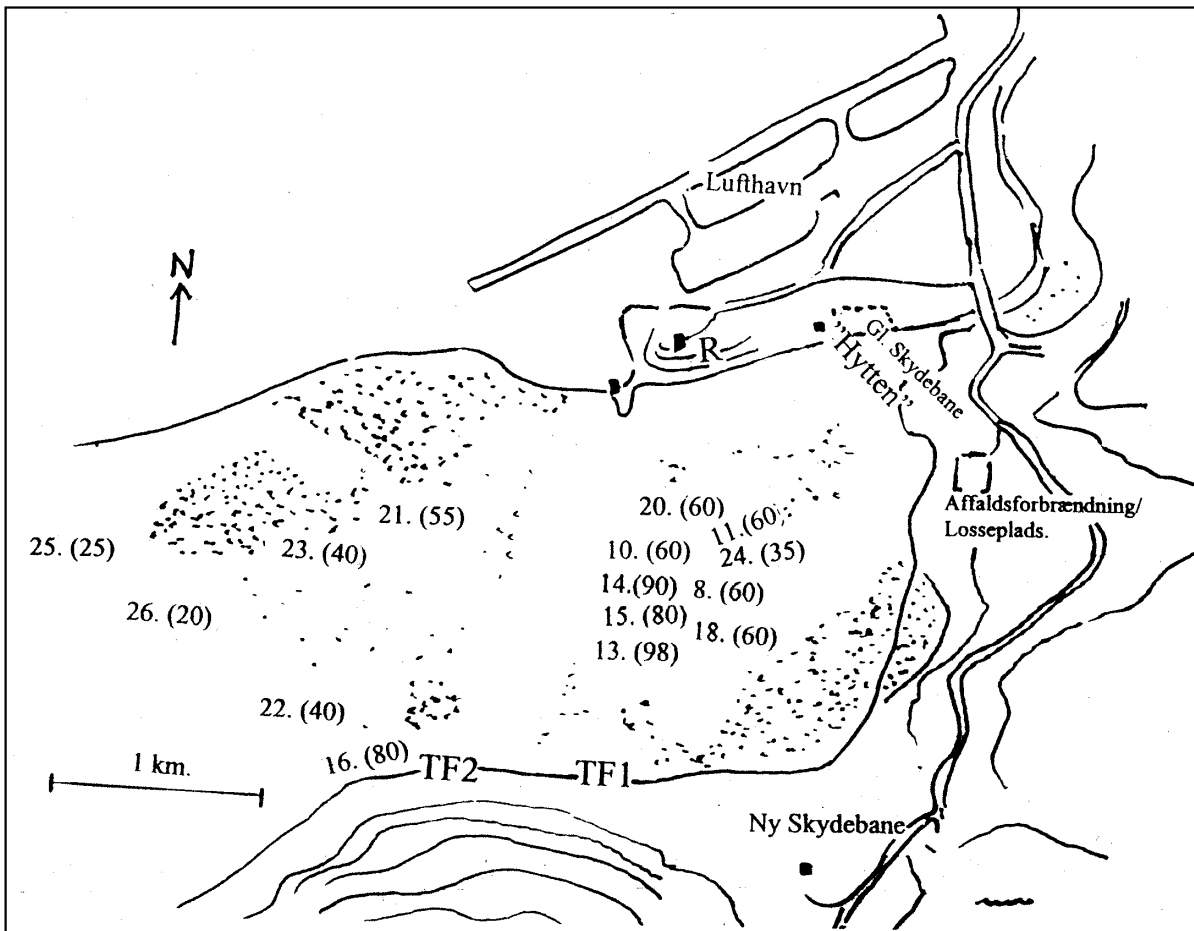 Lufthavn
N
R
Gl. Skydebane
"Hytten"
Affaldsforbrændning/
Losseplads.
20. (60)
21. (55)
11. (60)
25. (25)
23. (40)
10. (60)
24. (35)
14.(90)
8. (60)
26. (20)
15. (80)
18. (60)
13. (98)
22. (40)
16. (80)
TF2
TF1
1 km.
Ny Skydebane